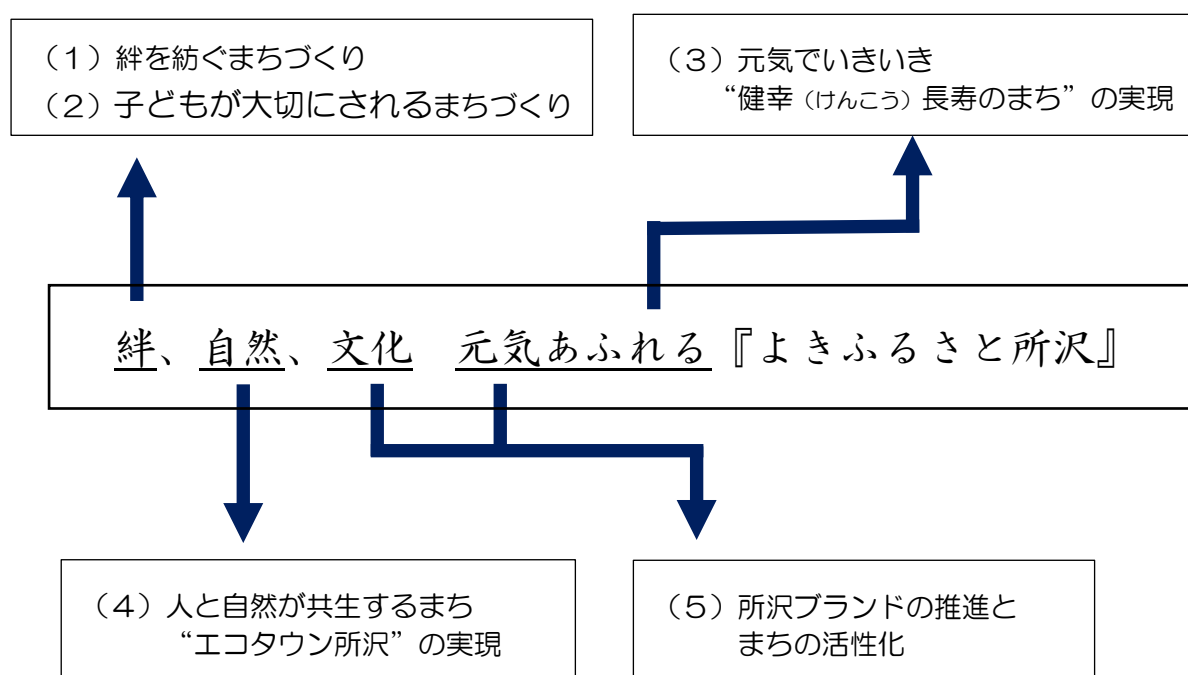 （１）絆を紡ぐまちづくり
（２）子どもが大切にされるまちづくり
（３）元気でいきいき
“健幸（けんこう）長寿のまち”の実現
絆、自然、文化　元気あふれる『よきふるさと所沢』
（４）人と自然が共生するまち
“エコタウン所沢”の実現
（５）所沢ブランドの推進と
まちの活性化